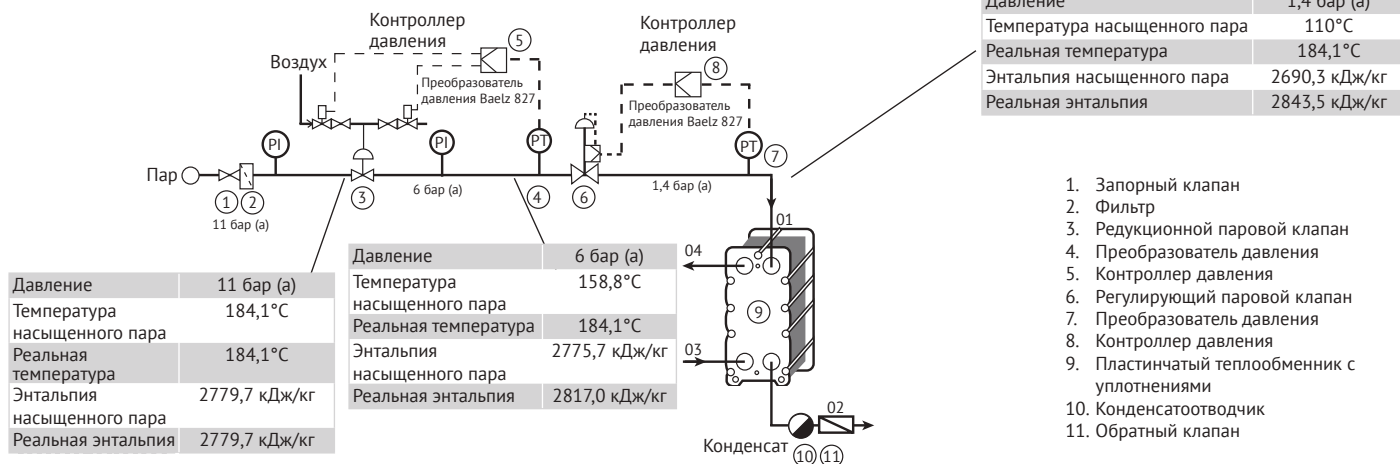 Контроллер
давления
5
Контроллер
давления
8
Воздух
Преобразователь
давления Baelz 827
Преобразователь
давления Baelz 827
PI
PI
PT
PT
7
Пар
1
2
11 бар (a)
3
6 бар (a)
4
6
1,4 бар (a)
01
04
9
03
02
Конденсат
10
11
Давление 11 бар (a)
Температура
насыщенного пара 184,1°C
Реальная
температура 184,1°C
Энтальпия
насыщенного пара 2779,7 кДж/кг
Реальная энтальпия 2779,7 кДж/кг
Давление 6 бар (a)
Температура
насыщенного пара 158,8°C
Реальная температура 184,1°C
Энтальпия
насыщенного пара 2775,7 кДж/кг
Реальная энтальпия 2817,0 кДж/кг
Давление 1,4 бар (a)
Температура насыщенного пара 110°C
Реальная температура 184,1°C
Энтальпия насыщенного пара 2690,3 кДж/кг
Реальная энтальпия 2843,5 кДж/кг
1. Запорный клапан
2. Фильтр
3. Редукционной паровой клапан
4. Преобразователь давления
5. Контроллер давления
6. Регулирующий паровой клапан
7. Преобразователь давления
8. Контроллер давления
9. Пластинчатый теплообменник с
уплотнениями
10. Конденсатоотводчик
11. Обратный клапан